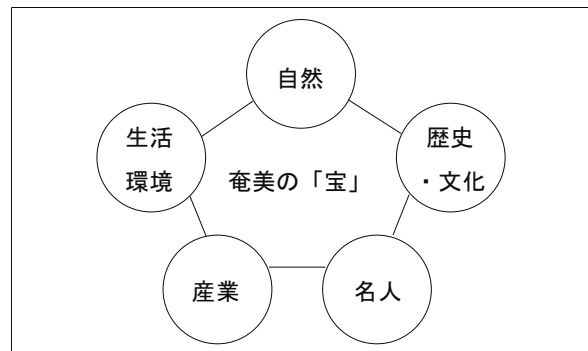 自然
生活
環境
歴史
・文化
奄美の「宝」
産業
名人